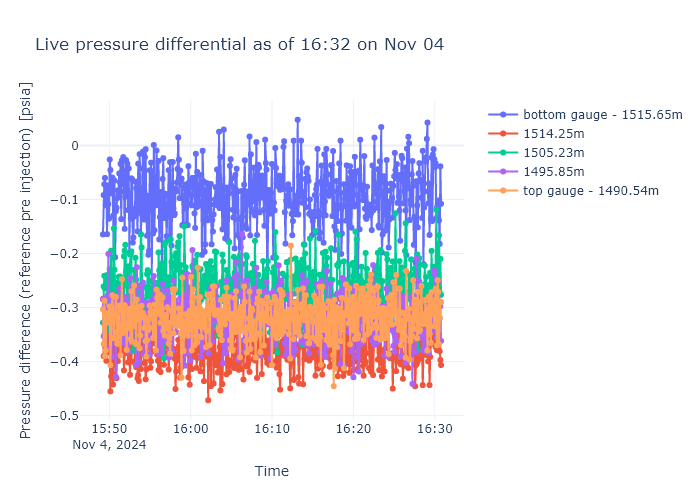 Live pressure differential as of 16:32 on Nov 04
Pressure difference (reference pre injection) [psia]
0
−0.1
−0.2
−0.3
−0.4
−0.5
15:50
Nov 4, 2024
16:00
16:10
16:20
16:30
Time
bottom gauge - 1515.65m
1514.25m
1505.23m
1495.85m
top gauge - 1490.54m